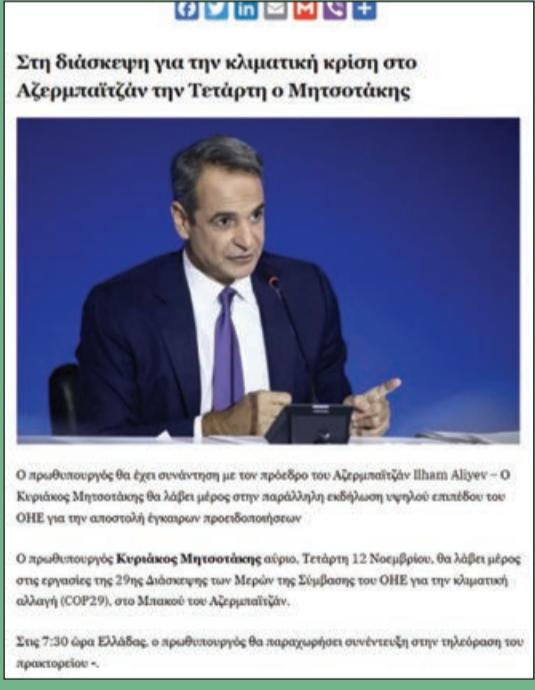 Στη διάσκεψη για την κλιματική κρίση στο
Αζερμπαϊτζάν την Τετάρτη ο Μητσοτάκης
Ο πρωθυπουργός θα έχει συνάντηση με τον πρόεδρο του Αζερμπαϊτζάν Ilham Aliyev – Ο
Κυριάκος Μητσοτάκης θα λάβει μέρος στην παράλληλη εκδήλωση υψηλού επιπέδου του
ΟΗΕ για την αποστολή έγκαιρων προειδοποιήσεων
Ο πρωθυπουργός Κυριάκος Μητσοτάκης αύριο, Τετάρτη 12 Νοεμβρίου, θα λάβει μέρος
στις εργασίες της 29ης Διάσκεψης των Μερών της Σύμβασης του ΟΗΕ για την κλιματική
αλλαγή (COP29), στο Μπακού του Αζερμπαϊτζάν.
Στις 7:30 ώρα Ελλάδας, ο πρωθυπουργός θα παραχωρήσει συνέντευξη στην τηλεόραση του
πρακτορείου -.